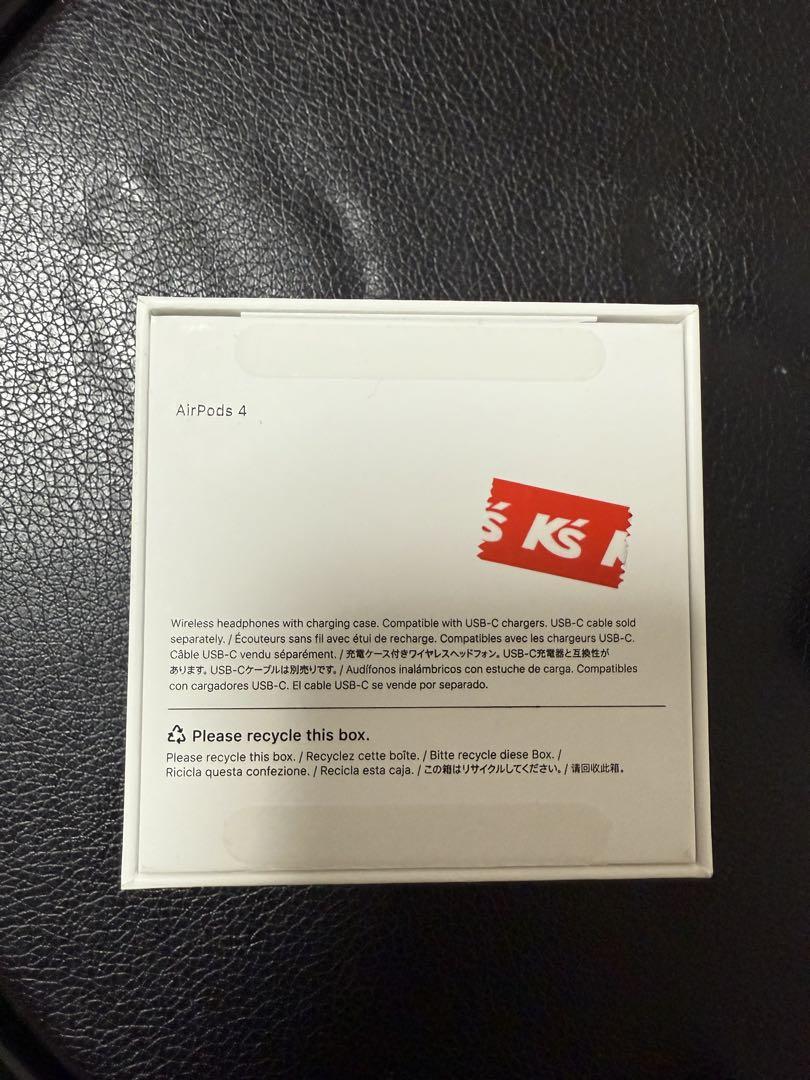 AirPods 4
K's
Wireless headphones with charging case. Compatible with USB-C chargers. USB-C cable sold
separately. / Écouteurs sans fil avec étui de recharge. Compatibles avec les chargeurs USB-C.
Câble USB-C vendu séparément. / 充電ケース付きワイヤレスヘッドフォン。USB-C充電器と互換性が
あります。USB-Cケーブルは別売りです。/ Audífonos inalámbricos con estuche de carga. Compatibles
con cargadores USB-C. El cable USB-C se vende por separado.
Please recycle this box.
Please recycle this box. / Recyclez cette boîte. / Bitte recycle diese Box. /
Ricicla questa confezione. / Recicla esta caja. / この箱はリサイクルしてください。/ 请回收此箱。